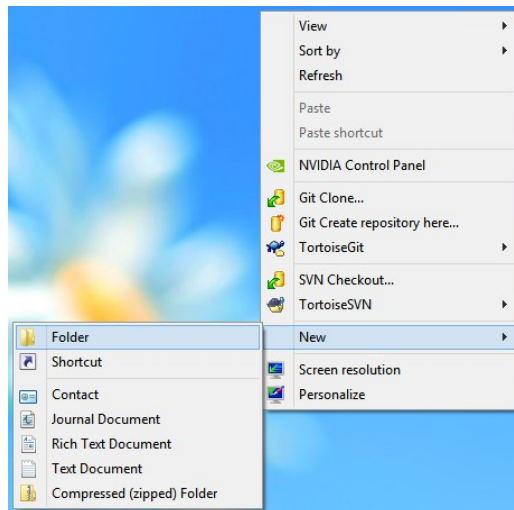 View
Sort by
Refresh
Paste
Paste shortcut
NVIDIA Control Panel
Git Clone...
Git Create repository here...
TortoiseGit
SVN Checkout...
TortoiseSVN
New
Screen resolution
Personalize
Folder
Shortcut
Contact
Journal Document
Rich Text Document
Text Document
Compressed (zipped) Folder